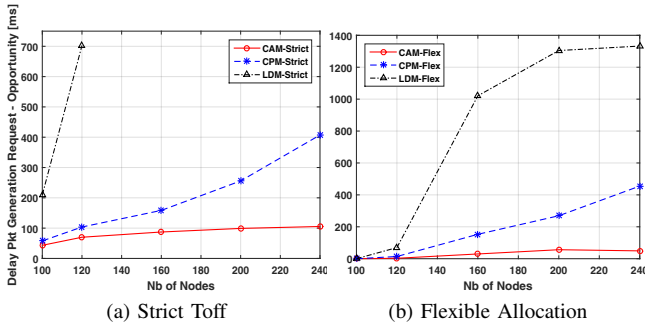 Delay Pkt Generation Request - Opportunity [ms]
700
600
500
400
300
200
100
0
100 120 140 160 180 200 220 240
Nb of Nodes
CAM-Strict
CPM-Strict
LDM-Strict
(a) Strict Toff
1400
1200
1000
800
600
400
200
0
100 120 140 160 180 200 220 240
Nb of Nodes
CAM-Flex
CPM-Flex
LDM-Flex
(b) Flexible Allocation